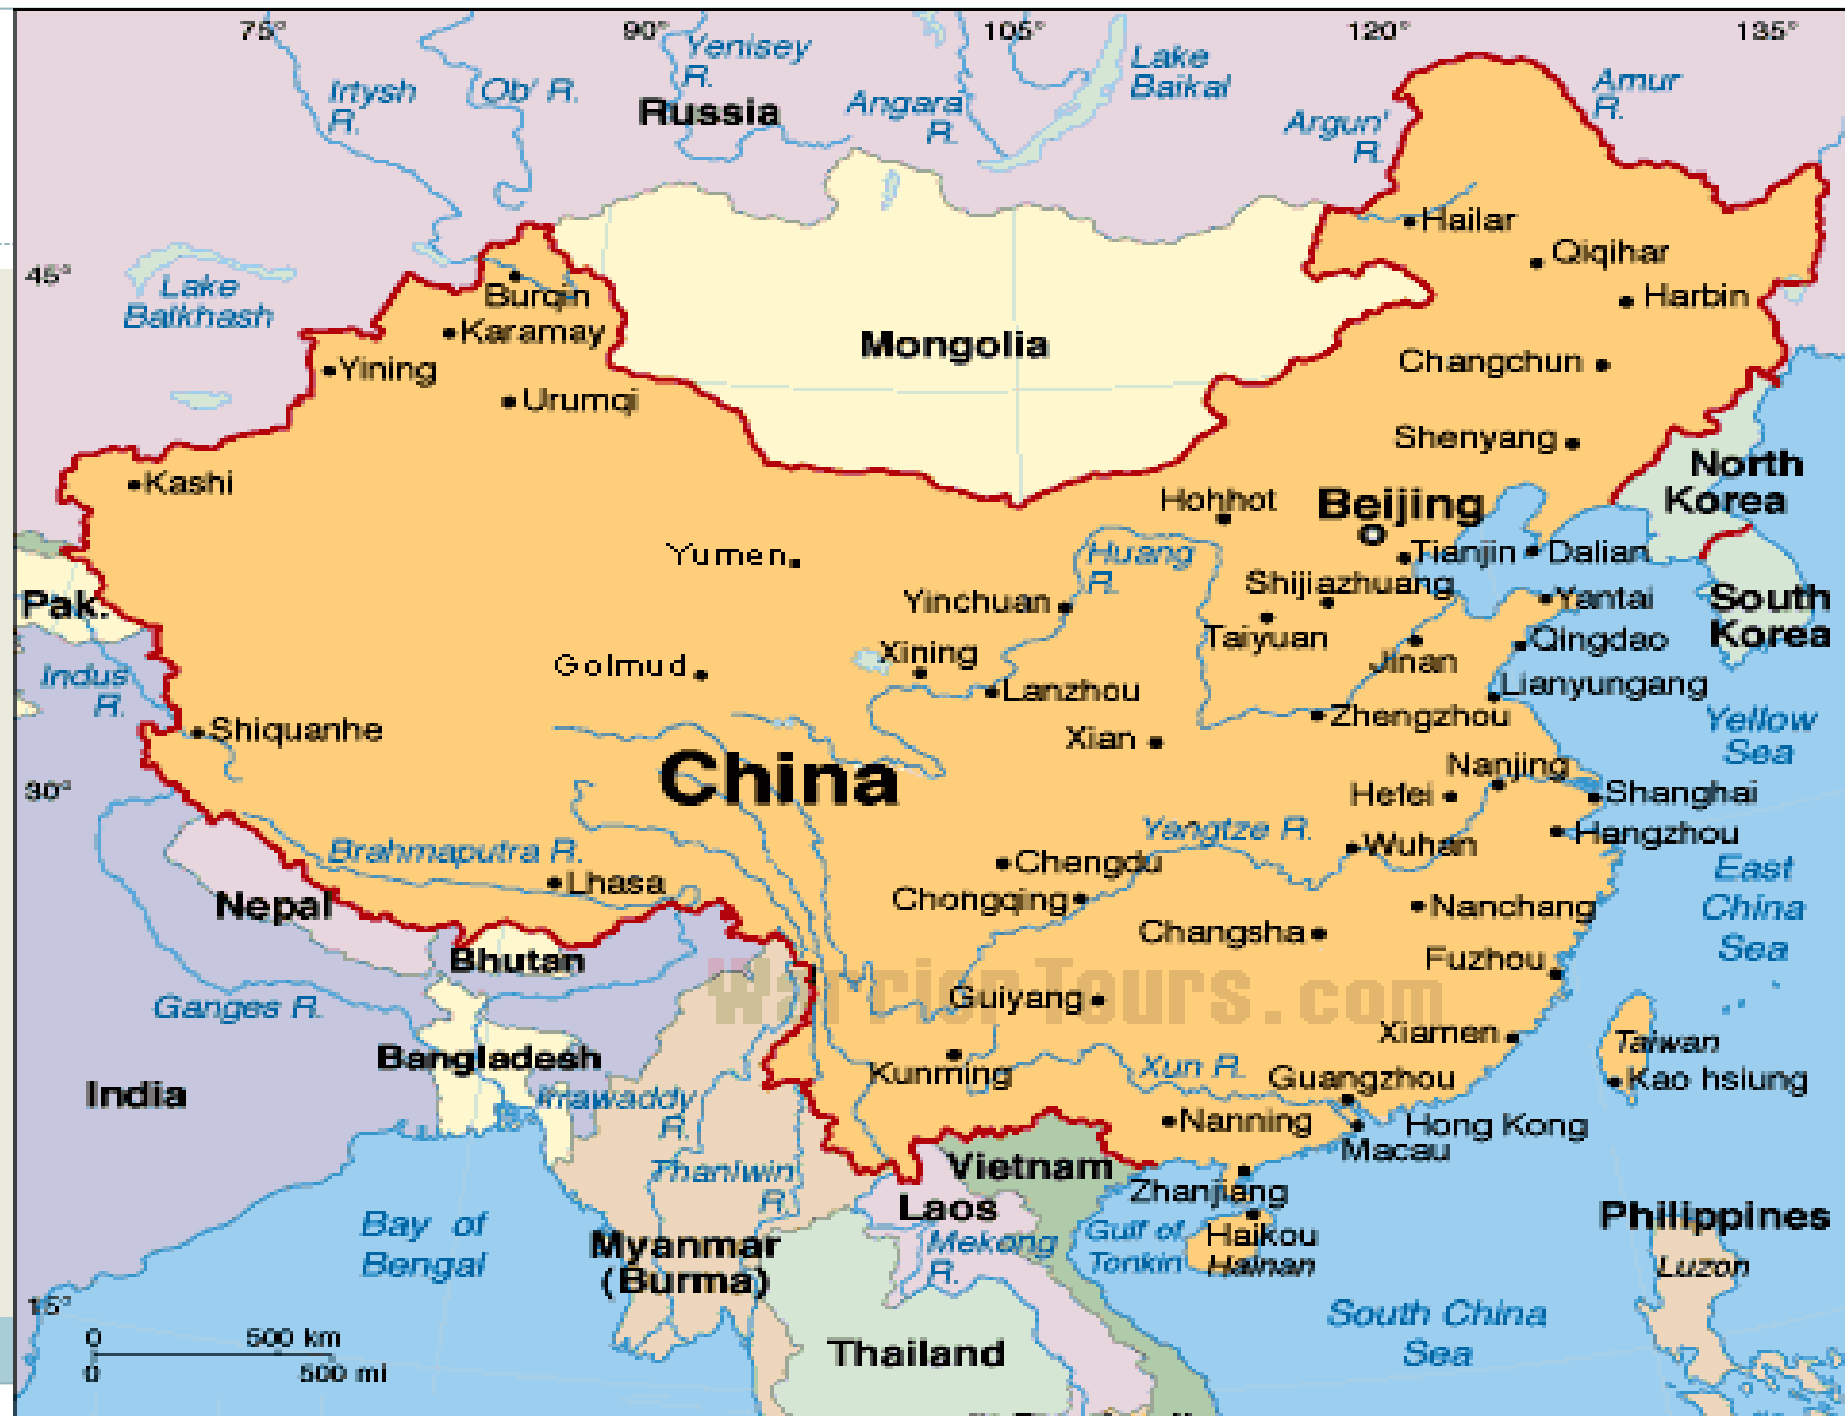 75°
90°
105°
120°
135°
Yenisey
R.
Lake
Baikal
Irtysh
R.
Ob' R.
Russia
Angara
R.
Argun'
R.
Amur
R.
Hailar
Qiqihar
45°
Lake
Balkhash
Burqin
Harbin
Karamay
Mongolia
Yining
Changchun
Urumqi
Shenyang
Kashi
North
Korea
Hohhot
Beijing
Yumen
Huang
R.
Tianjin
Dalian
Shijiazhuang
Pak.
Yinchuan
Yantai
South
Korea
Taiyuan
Qingdao
Xining
Jinan
Golmud
Indus
R.
Lanzhou
Lianyungang
Zhengzhou
Yellow
Sea
Shiquanhe
Xian
China
Nanjing
30°
Hefei
Shanghai
Yangtze R.
Hangzhou
Wuhan
Brahmaputra R.
Chengdu
East
China
Sea
Lhasa
Chongqing
Nepal
Nanchang
Changsha
Bhutan
Fuzhou
WarriorTours.com
Ganges R.
Guiyang
Xiamen
Taiwan
Bangladesh
Kunming
Xun R.
Guangzhou
Kao hsiung
India
Irrawaddy
R.
Nanning
Hong Kong
Macau
Vietnam
Thanlwin
R.
Zhanjiang
Laos
Bay of
Bengal
Myanmar
(Burma)
Mekong
R.
Gulf of
Tonkin
Haikou
Hainan
Philippines
Luzon
15°
South China
Sea
0 500 km
0 500 mi
Thailand